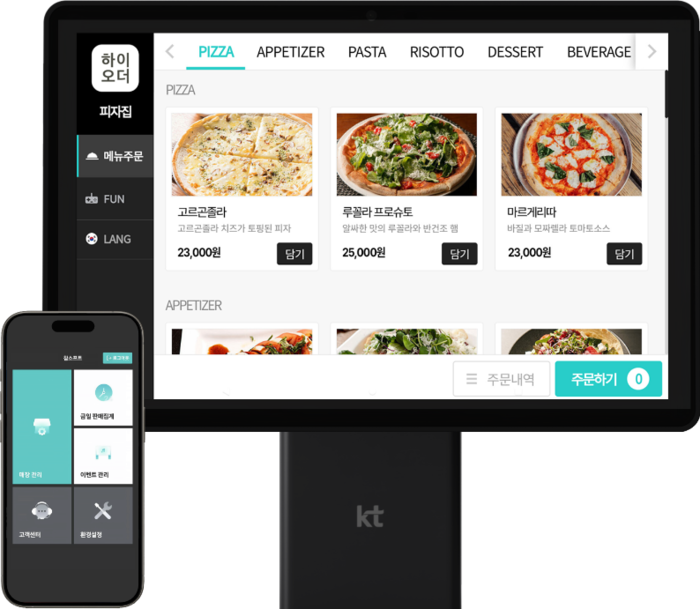 하이
오더
피자집
메뉴주문
FUN
LANG
PIZZA APPETIZER PASTA RISOTTO DESSERT BEVERAGE
PIZZA
고르곤졸라
고르곤졸라 치즈가 토핑된 피자
23,000원 담기
루꼴라 프로슈토
알싸한 맛의 루꼴라와 반건조 햄
25,000원 담기
마르게리따
바질과 모짜렐라 토마토소스
23,000원 담기
APPETIZER
주문내역
주문하기 0
매장 관리
금일 판매집계
이벤트 관리
고객센터
환경설정
kt